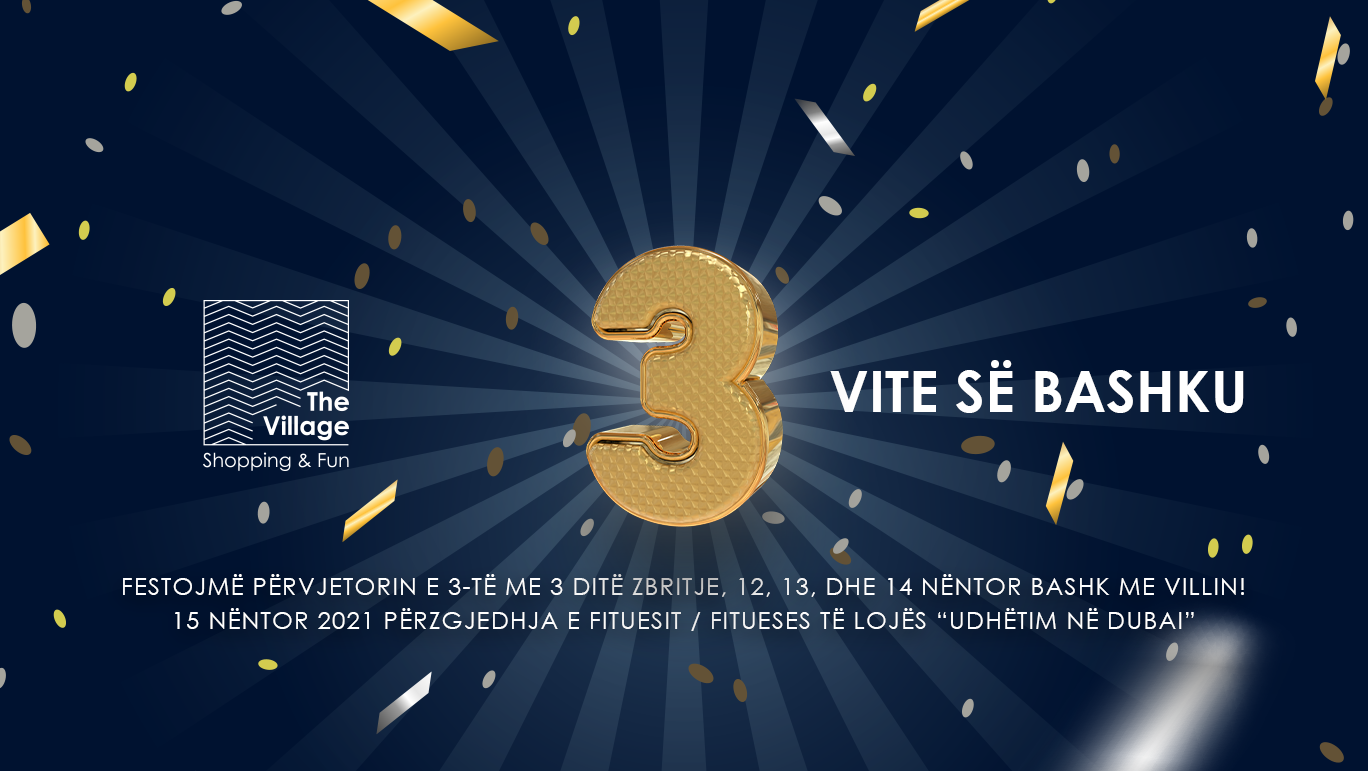 The
Village
Shopping & Fun
3
VITE SË BASHKU
FESTOJMË PËRVJETORIN E 3-TË ME 3 DITË ZBRITJE, 12, 13, DHE 14 NËNTOR BASHK ME VILLIN!
15 NËNTOR 2021 PËRZGJEDHJA E FITUESIT / FITUESES TË LOJËS “UDHËTIM NË DUBAI”